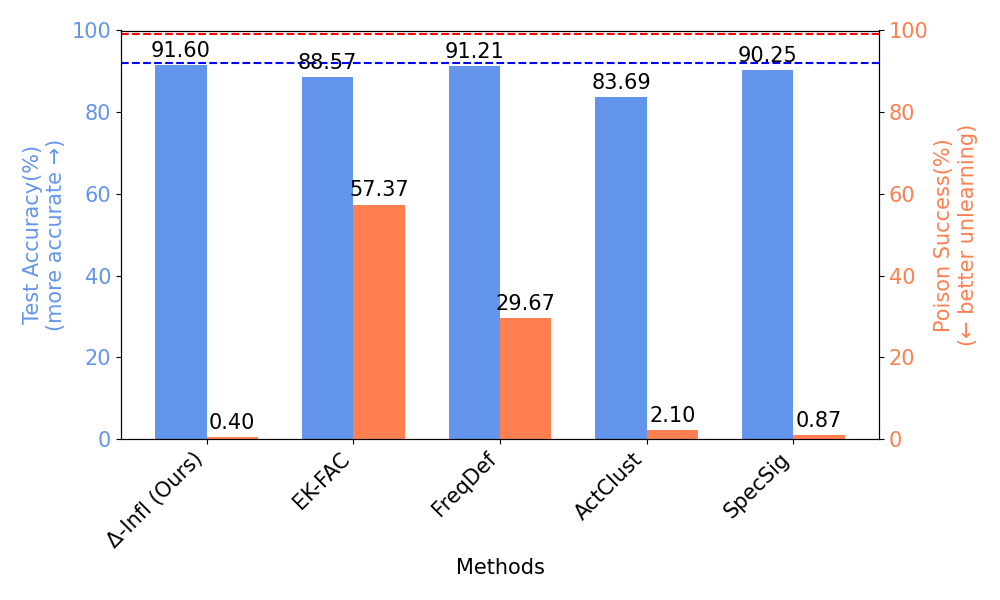 Test Accuracy(%)
(more accurate →)
100
80
60
40
20
0
91.60
88.57
91.21
83.69
90.25
0.40
57.37
29.67
2.10
0.87
100
80
60
40
20
0
Poison Success(%)
(← better unlearning)
Δ-Infl (Ours)
EK-FAC
FreqDef
ActClust
SpecSig
Methods